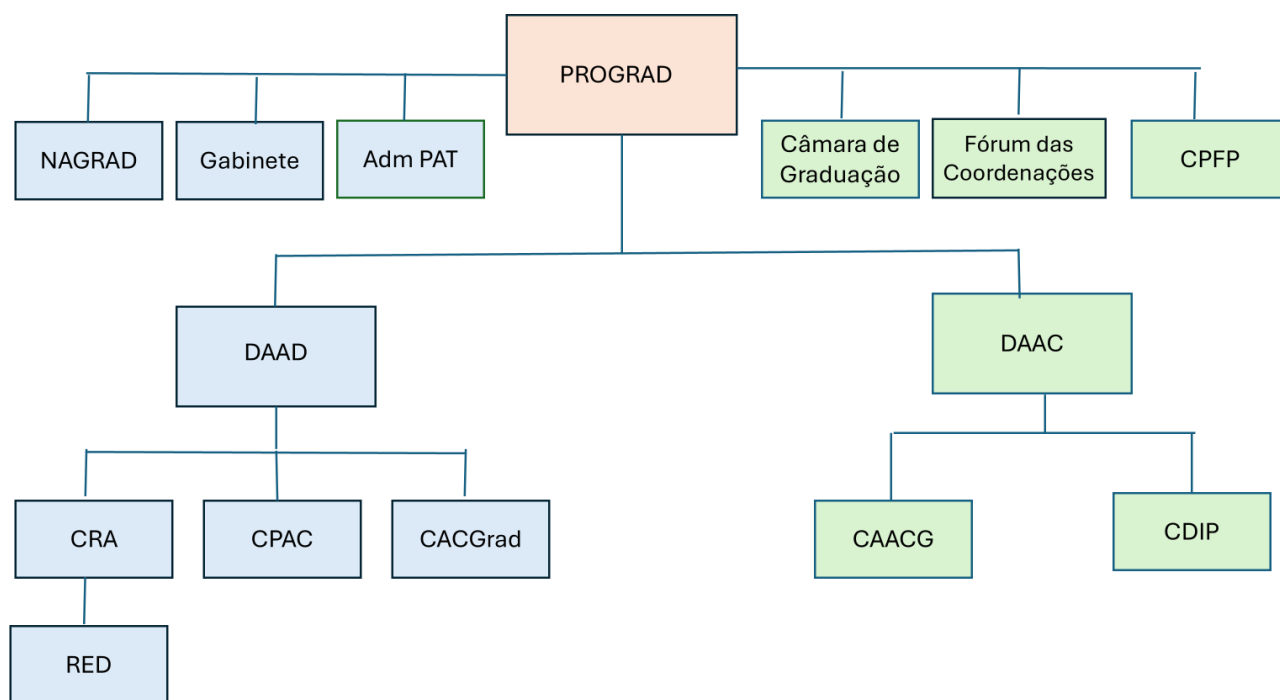 PROGRAD
NAGRAD
Gabinete
Adm PAT
Câmara de
Graduação
Fórum das
Coordenações
CPFP
DAAD
DAAC
CRA
CPAC
CACGrad
CAACG
CDIP
RED